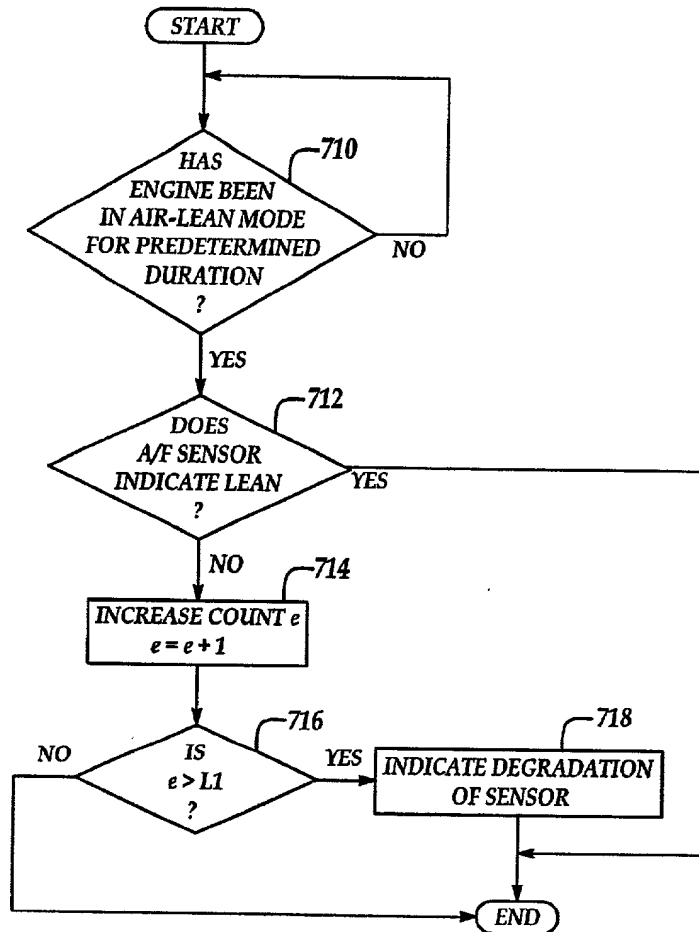 START
710
HAS
ENGINE BEEN
IN AIR-LEAN MODE
FOR PREDETERMINED
DURATION
?
NO
YES
712
DOES
A/F SENSOR
INDICATE LEAN
?
YES
NO
714
INCREASE COUNT e
e = e + 1
716
NO
IS
e > L1
?
YES
718
INDICATE DEGRADATION
OF SENSOR
END